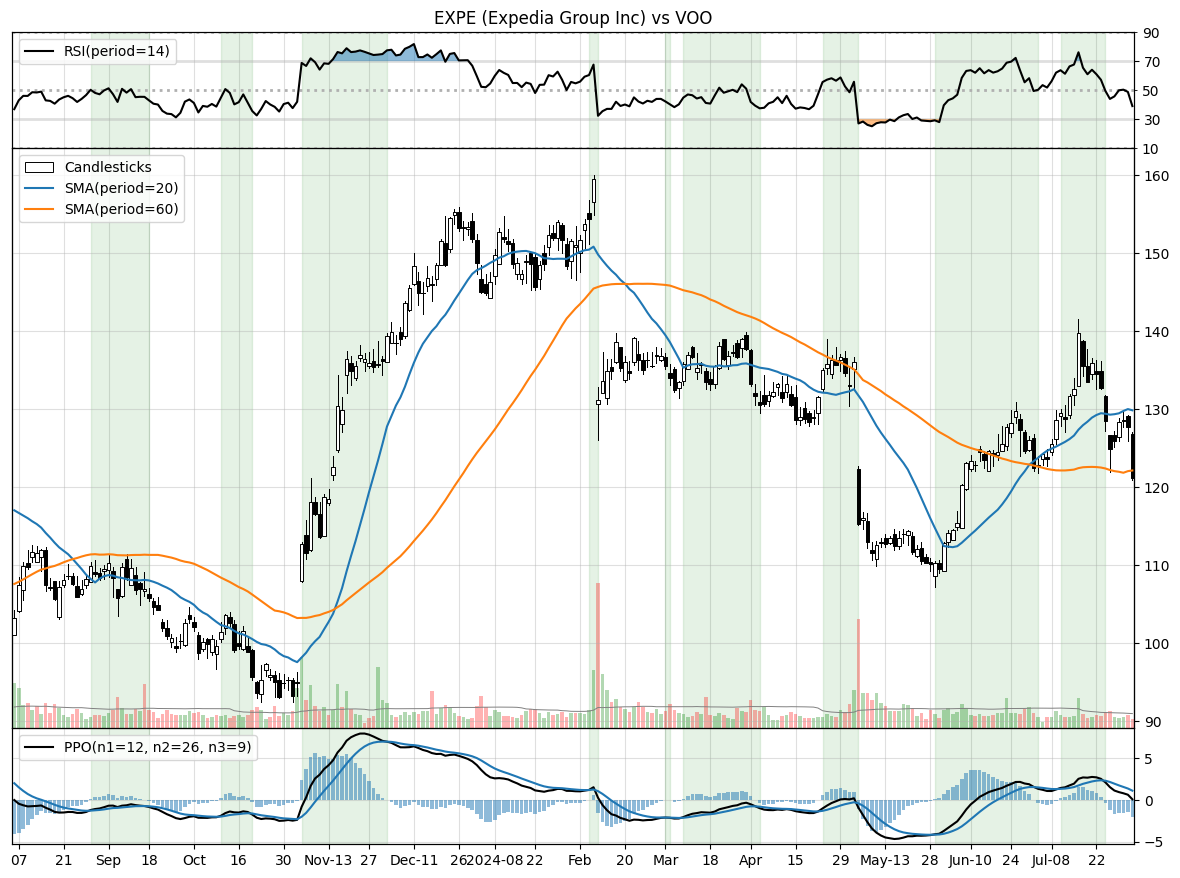 EXPE (Expedia Group Inc) vs VOO
RSI(period=14)
90
70
50
30
10
Candlesticks
SMA(period=20)
SMA(period=60)
160
150
140
130
120
110
100
90
PPO(n1=12, n2=26, n3=9)
5
0
−5
07 21 Sep 18 Oct 16 30 Nov-13 27 Dec-11 26 2024-08 22 Feb 20 Mar 18 Apr 15 29 May-13 28 Jun-10 24 Jul-08 22